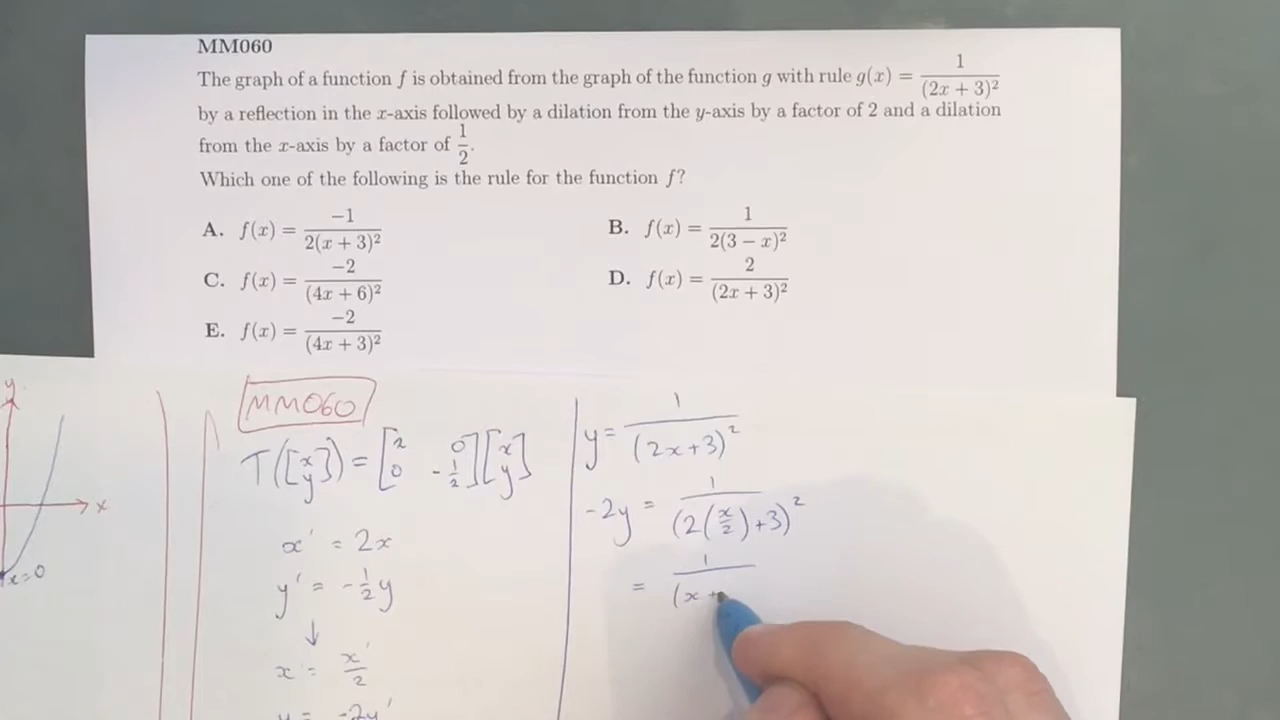 MM060
The graph of a function f is obtained from the graph of the function g with rule g(x) = 1/(2x + 3)²
by a reflection in the x-axis followed by a dilation from the y-axis by a factor of 2 and a dilation
from the x-axis by a factor of 1/2.
Which one of the following is the rule for the function f?
A. f(x) = −1/(2(x + 3)²)
B. f(x) = 1/(2(3 − x)²)
C. f(x) = −2/(4x + 6)²
D. f(x) = 2/(2x + 3)²
E. f(x) = −2/(4x + 3)²
y
x
x=0
MM060
T([x y]) = [2 0 0 -1/2][x y]
x' = 2x
y' = -1/2 y
↓
x = x'/2
y = -2y'
y = 1/(2x+3)²
-2y = 1/(2(x/2)+3)²
= 1/(x +